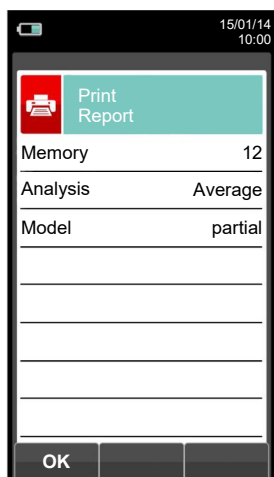 15/01/14
10:00
Print
Report
Memory 12
Analysis Average
Model partial
OK